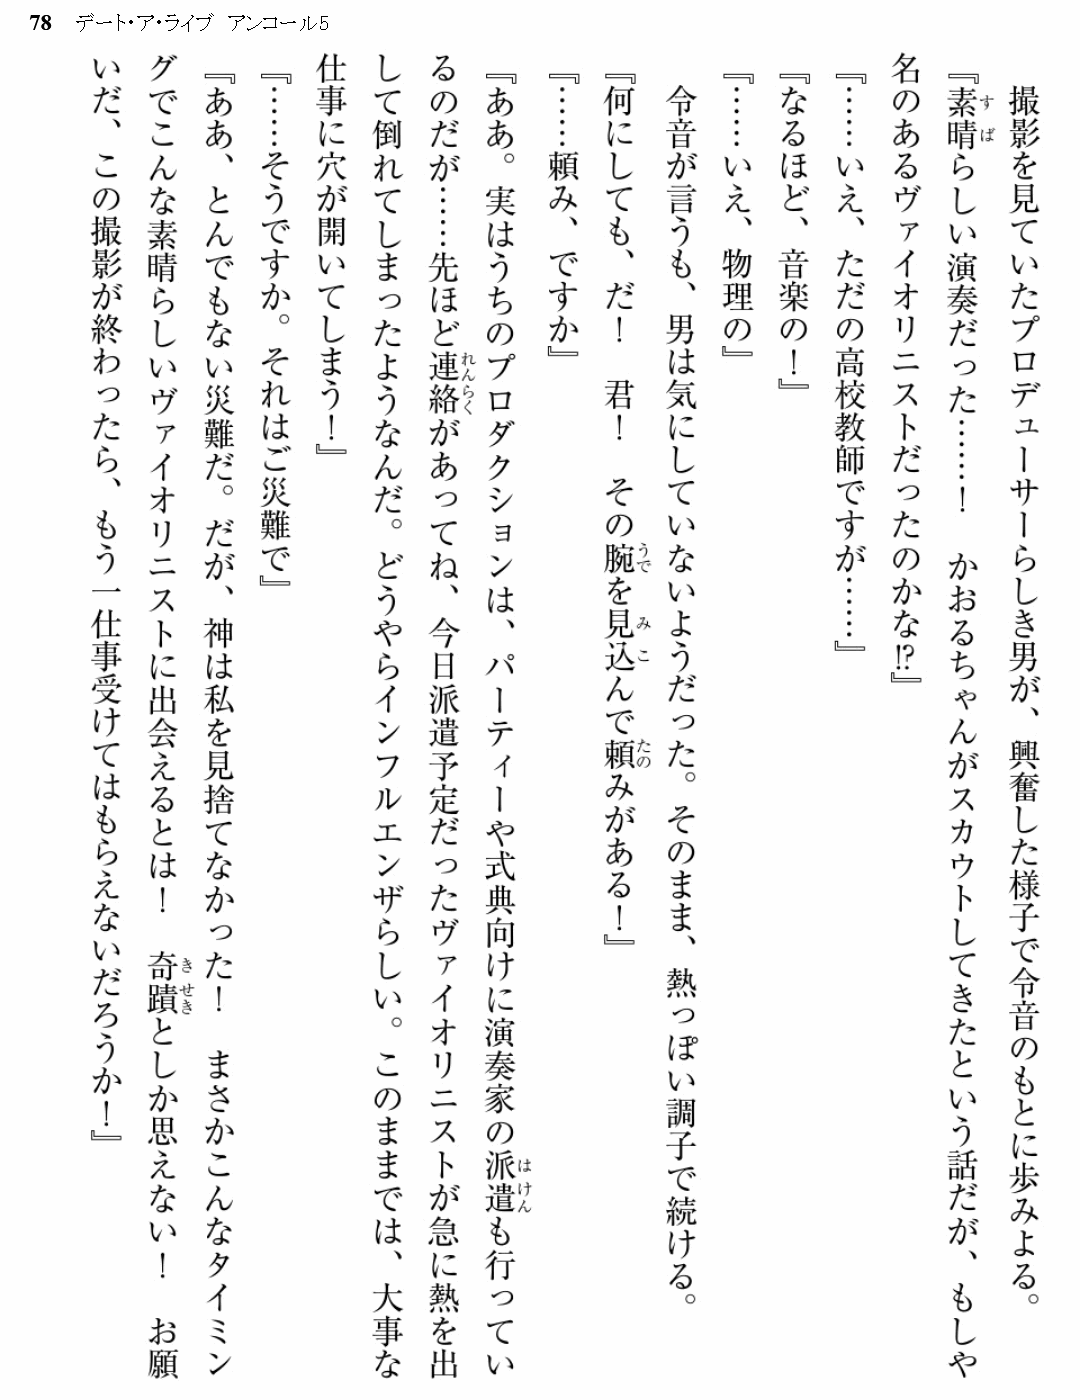 78 デート・ア・ライブ アンコール5
　撮影を見ていたプロデューサーらしき男が、興奮した様子で令音のもとに歩みよる。
『素晴らしい演奏だった……！　かおるちゃんがスカウトしてきたという話だが、もしや
名のあるヴァイオリニストだったのかな!?』
『……いえ、ただの高校教師ですが……』
『なるほど、音楽の！』
『……いえ、物理の』
　令音が言うも、男は気にしていないようだった。そのまま、熱っぽい調子で続ける。
『何にしても、だ！　君！　その腕を見込んで頼みがある！』
『……頼み、ですか』
『ああ。実はうちのプロダクションは、パーティーや式典向けに演奏家の派遣も行ってい
るのだが……先ほど連絡があってね、今日派遣予定だったヴァイオリニストが急に熱を出
して倒れてしまったようなんだ。どうやらインフルエンザらしい。このままでは、大事な
仕事に穴が開いてしまう！』
『……そうですか。それはご災難で』
『ああ、とんでもない災難だ。だが、神は私を見捨てなかった！　まさかこんなタイミン
グでこんな素晴らしいヴァイオリニストに出会えるとは！　奇蹟としか思えない！　お願
いだ、この撮影が終わったら、もう一仕事受けてはもらえないだろうか！』